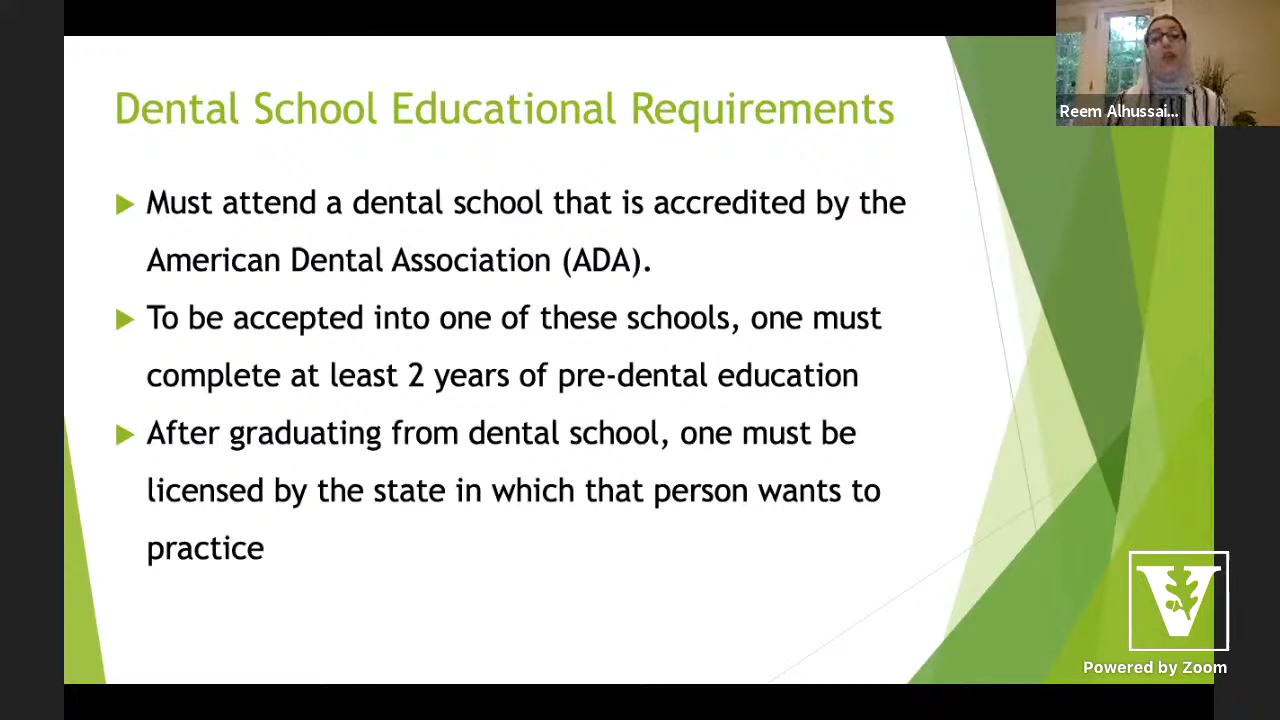 Dental School Educational Requirements
Must attend a dental school that is accredited by the
American Dental Association (ADA).
To be accepted into one of these schools, one must
complete at least 2 years of pre-dental education
After graduating from dental school, one must be
licensed by the state in which that person wants to
practice
Reem Alhussai...
V
Powered by Zoom